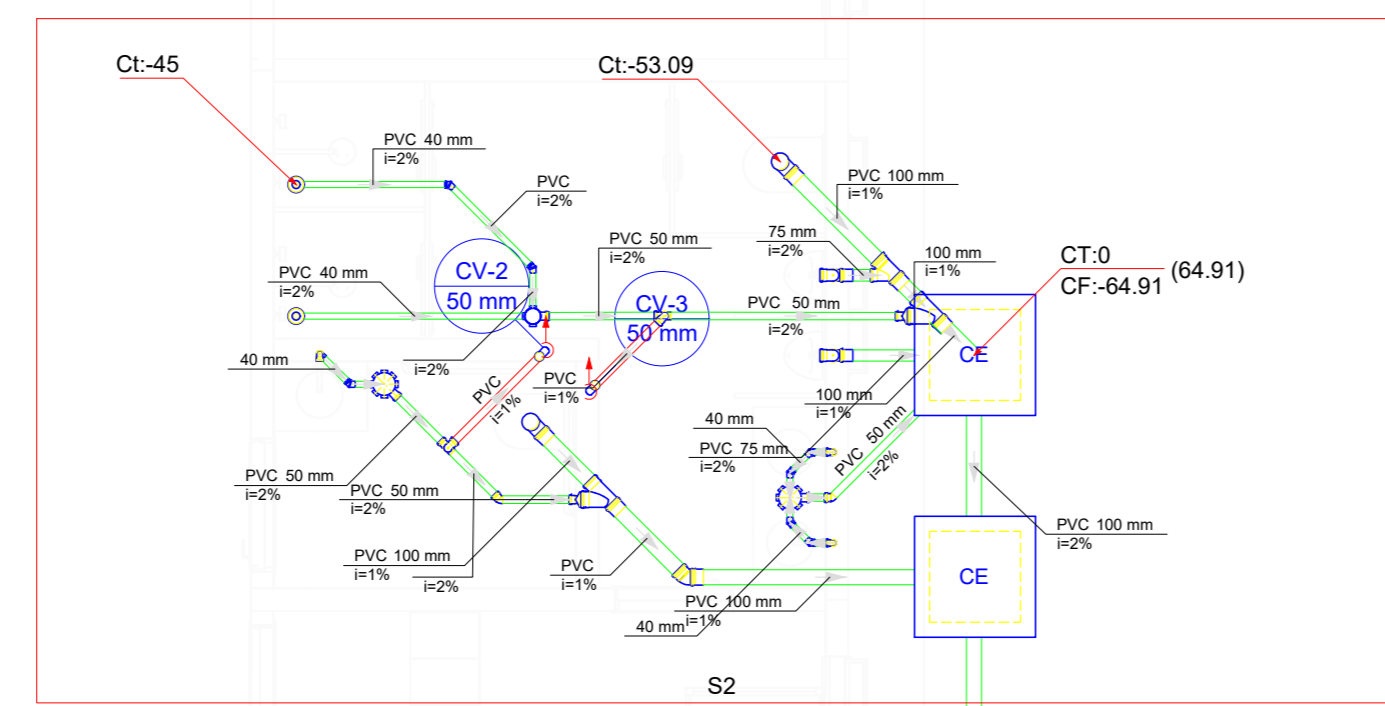 Ct:-45
Ct:-53.09
PVC 40 mm
i=2%
PVC
i=2%
PVC 100 mm
i=1%
75 mm
i=2%
PVC 50 mm
i=2%
100 mm
i=1%
CT:0
CF:-64.91
(64.91)
PVC 40 mm
i=2%
CV-2
50 mm
CV-3
50 mm
PVC 50 mm
i=2%
i=2%
40 mm
CE
PVC
i=1%
PVC
i=1%
100 mm
i=1%
40 mm
PVC 75 mm
i=2%
PVC 50 mm
i=2%
PVC 50 mm
i=2%
PVC 50 mm
i=2%
PVC 100 mm
i=2%
PVC 100 mm
i=1%
i=2%
PVC
i=1%
CE
PVC 100 mm
i=1%
40 mm
S2